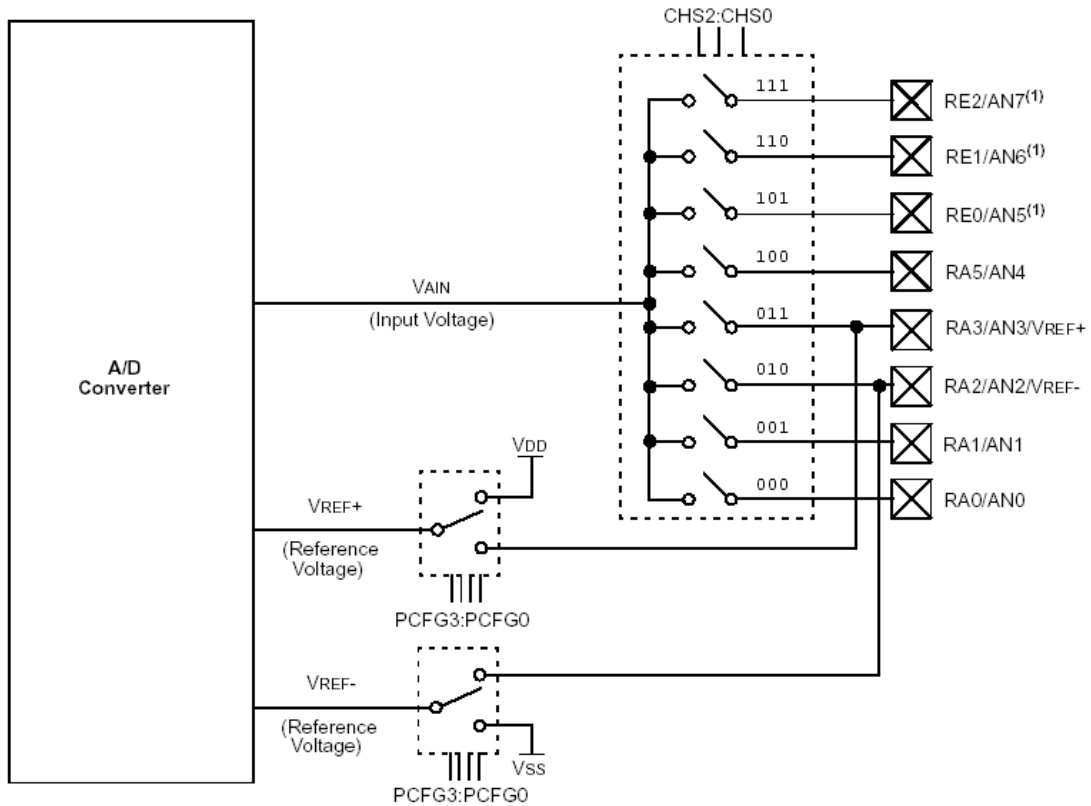 CHS2:CHS0
111
RE2/AN7(1)
110
RE1/AN6(1)
101
RE0/AN5(1)
100
RA5/AN4
VAIN
(Input Voltage)
011
RA3/AN3/VREF+
A/D
Converter
010
RA2/AN2/VREF-
001
RA1/AN1
VDD
000
RA0/AN0
VREF+
(Reference
Voltage)
PCFG3:PCFG0
VREF-
(Reference
Voltage)
VSS
PCFG3:PCFG0